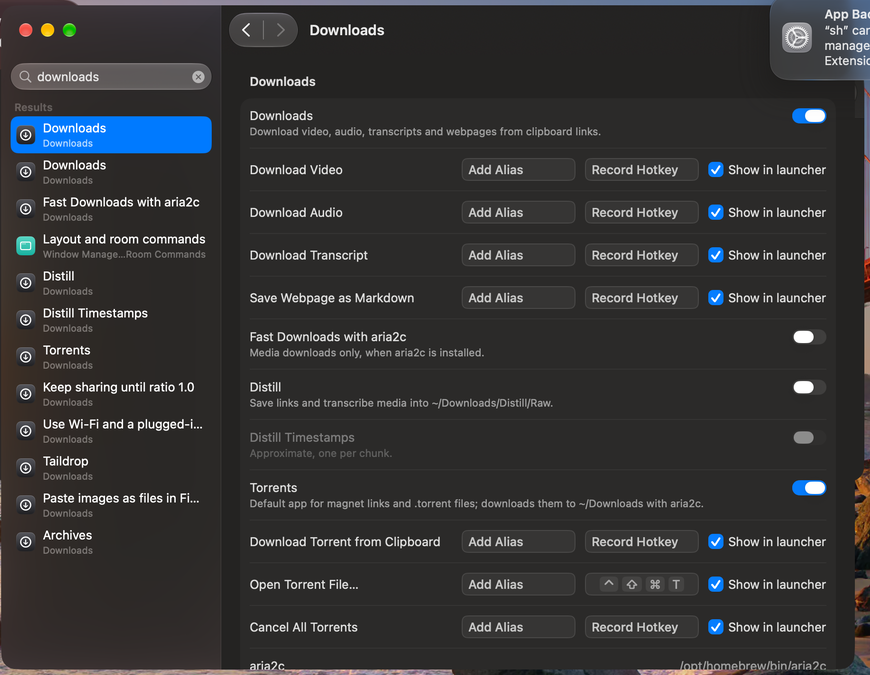 Downloads
App Bac
"sh" can
manage
Extensio
downloads
Results
Downloads
Downloads
Downloads
Downloads
Fast Downloads with aria2c
Downloads
Layout and room commands
Window Manage...Room Commands
Distill
Downloads
Distill Timestamps
Downloads
Torrents
Downloads
Keep sharing until ratio 1.0
Downloads
Use Wi-Fi and a plugged-i...
Downloads
Taildrop
Downloads
Paste images as files in Fi...
Downloads
Archives
Downloads
Downloads
Downloads
Download video, audio, transcripts and webpages from clipboard links.
Download Video Add Alias Record Hotkey Show in launcher
Download Audio Add Alias Record Hotkey Show in launcher
Download Transcript Add Alias Record Hotkey Show in launcher
Save Webpage as Markdown Add Alias Record Hotkey Show in launcher
Fast Downloads with aria2c
Media downloads only, when aria2c is installed.
Distill
Save links and transcribe media into ~/Downloads/Distill/Raw.
Distill Timestamps
Approximate, one per chunk.
Torrents
Default app for magnet links and .torrent files; downloads them to ~/Downloads with aria2c.
Download Torrent from Clipboard Add Alias Record Hotkey Show in launcher
Open Torrent File... Add Alias ⌃ ⇧ ⌘ T Show in launcher
Cancel All Torrents Add Alias Record Hotkey Show in launcher
aria2c /opt/homebrew/bin/aria2c